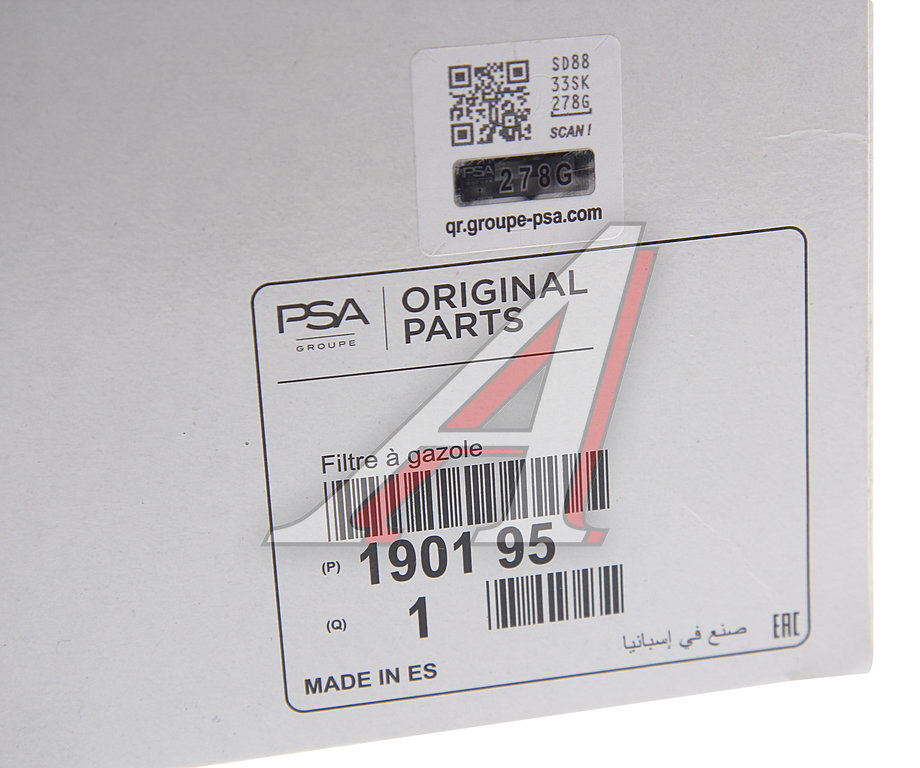 SD88
33SK
278G
SCAN!
PSA 278G
qr.groupe-psa.com
PSA
GROUPE
ORIGINAL
PARTS
Filtre à gazole
(P) 1901 95
(Q) 1
صنع في إسبانيا
EAC
MADE IN ES